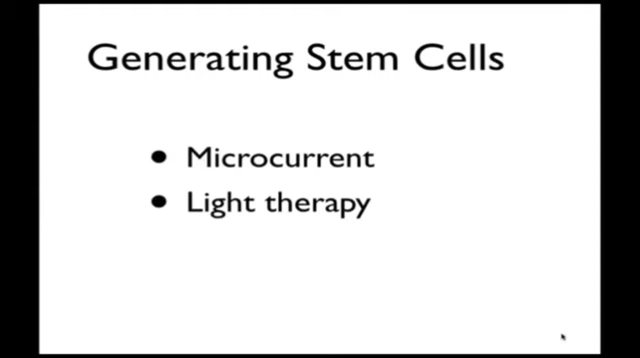 Generating Stem Cells
• Microcurrent
• Light therapy